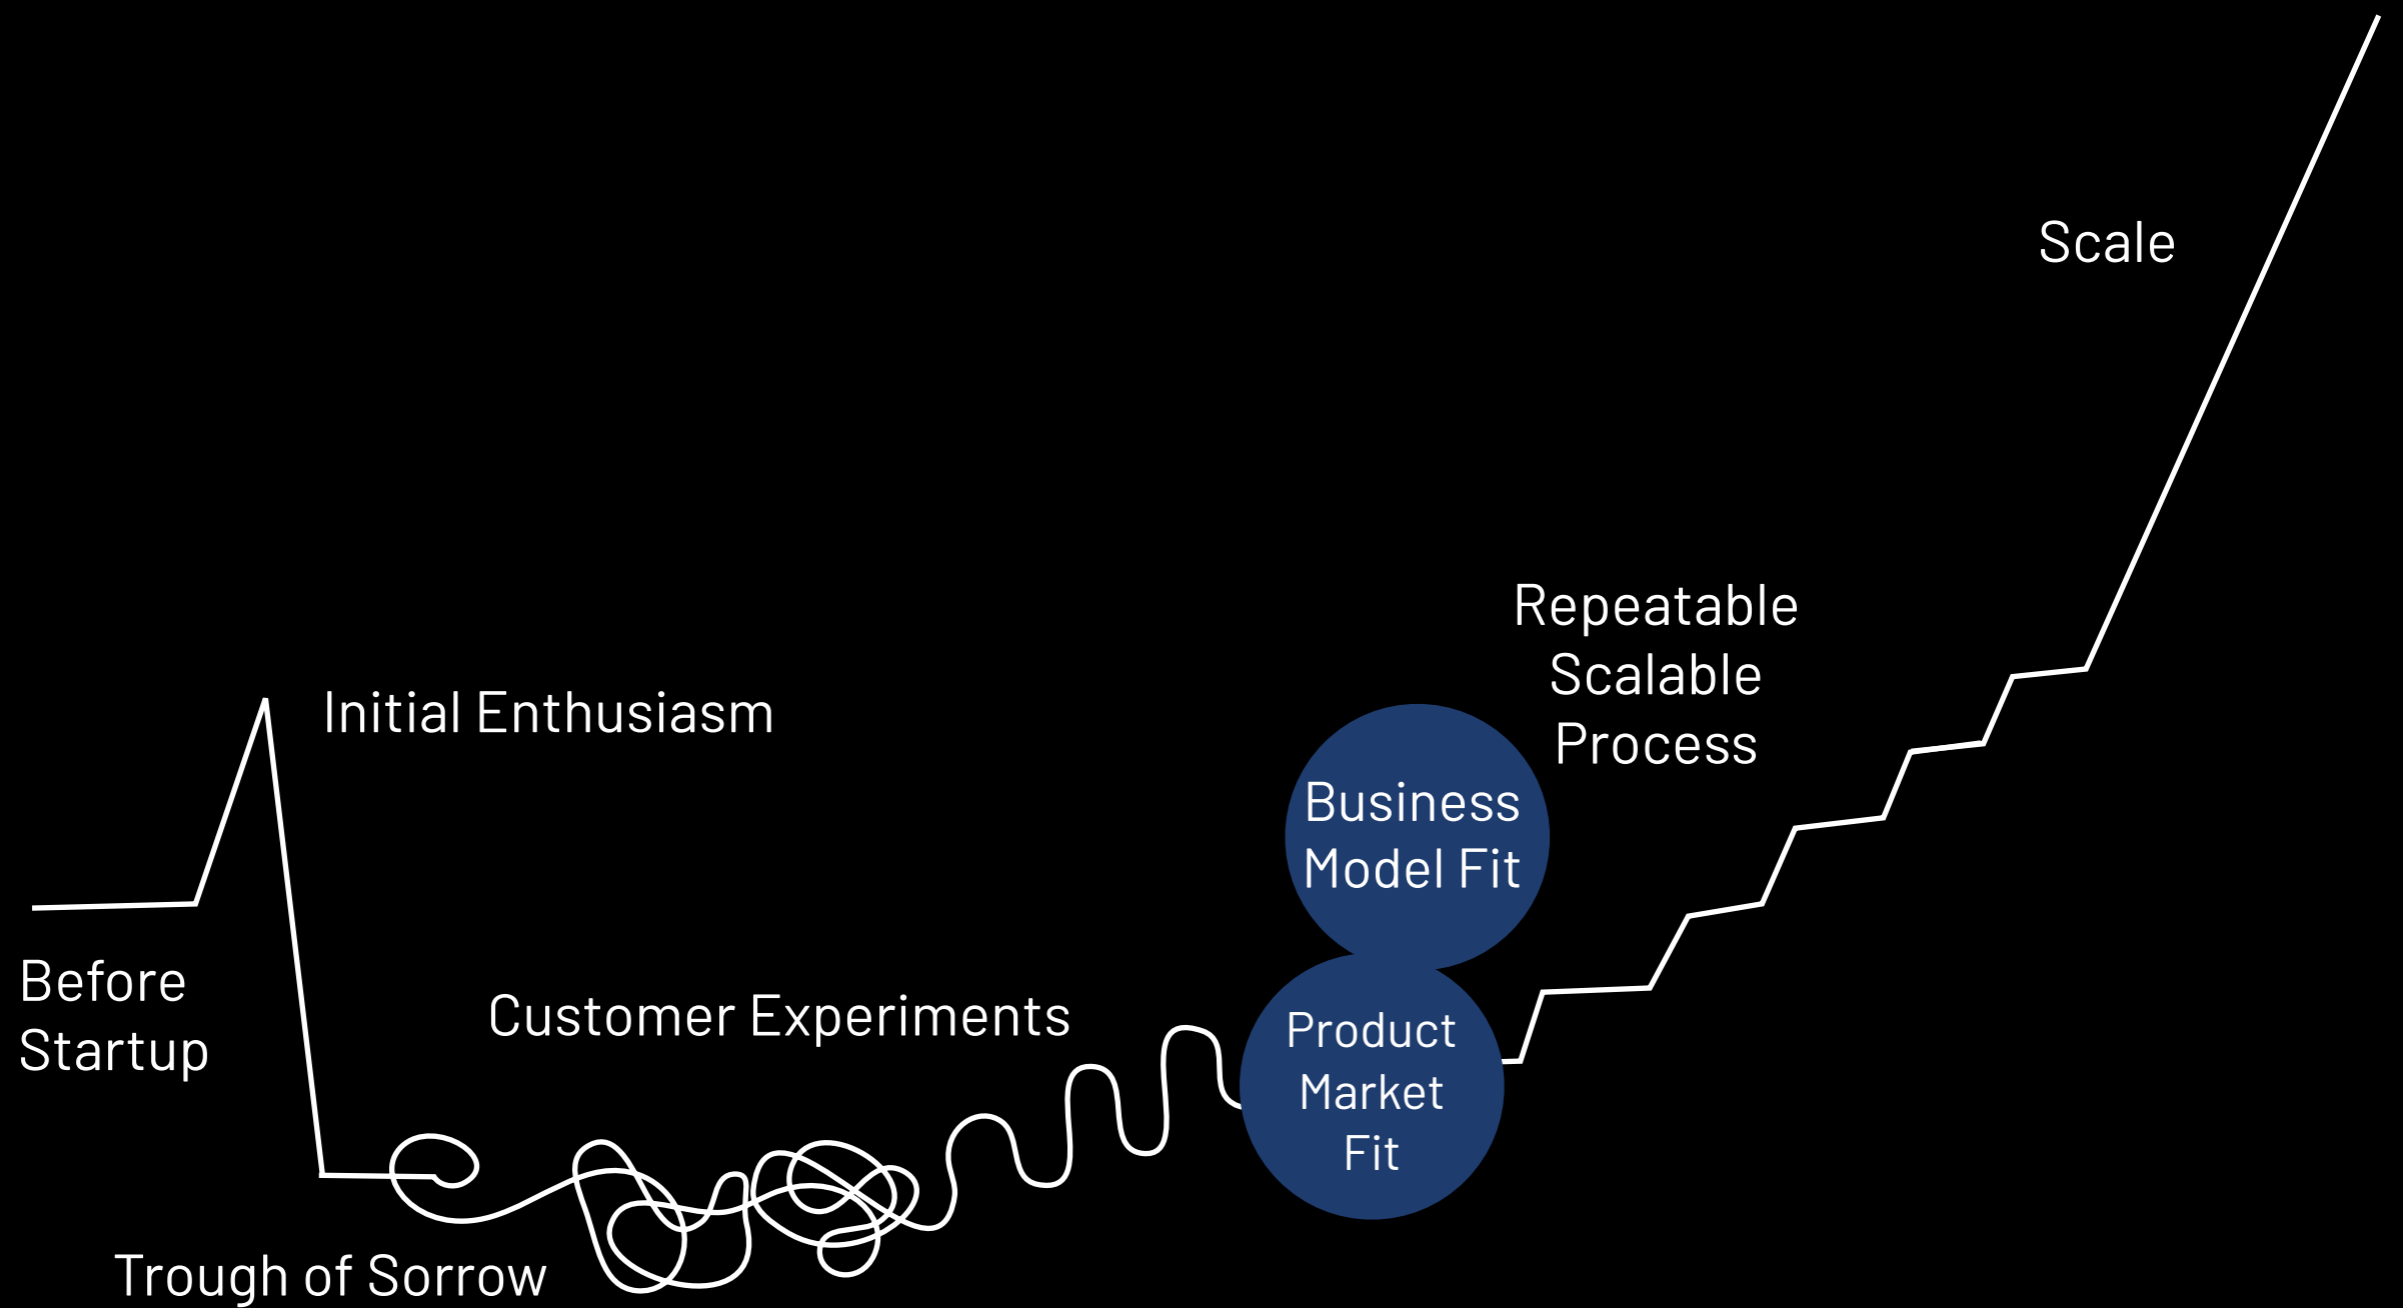 Before
Startup
Initial Enthusiasm
Trough of Sorrow
Customer Experiments
Business
Model Fit
Product
Market
Fit
Repeatable
Scalable
Process
Scale